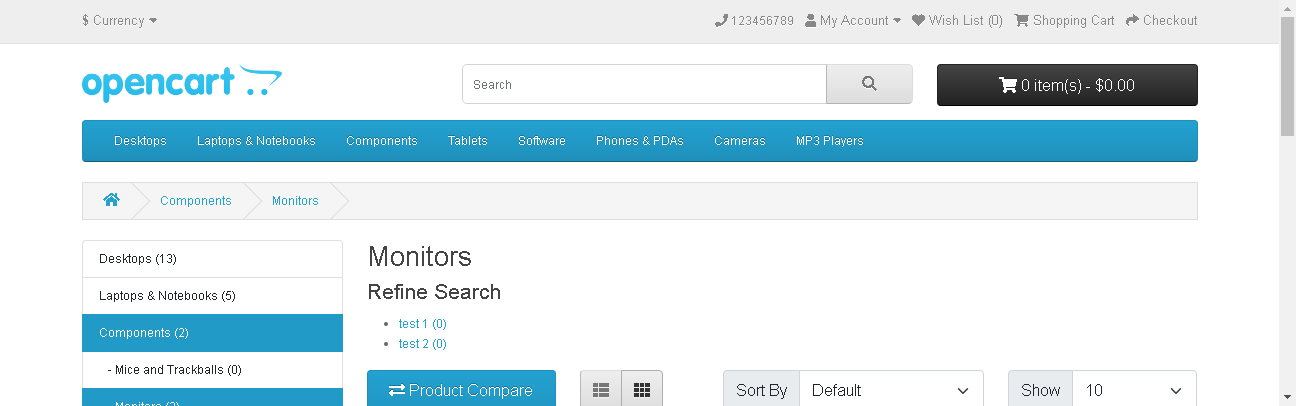 $ Currency 123456789 My Account Wish List (0) Shopping Cart Checkout
opencart Search 0 item(s) - $0.00
Desktops Laptops & Notebooks Components Tablets Software Phones & PDAs Cameras MP3 Players
Components Monitors
Desktops (13)
Laptops & Notebooks (5)
Components (2)
- Mice and Trackballs (0)
- Monitors (2)
Monitors
Refine Search
test 1 (0)
test 2 (0)
Product Compare Sort By Default Show 10